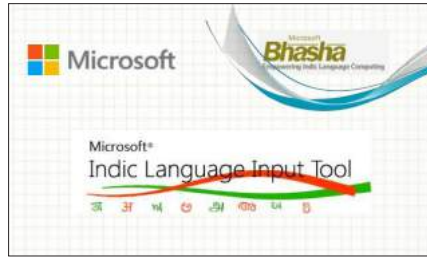 Microsoft
Microsoft
Bhasha
Empowering Indic Language Computing
Microsoft®
Indic Language Input Tool
অ अ અ అ அ അ ਅ ಅ